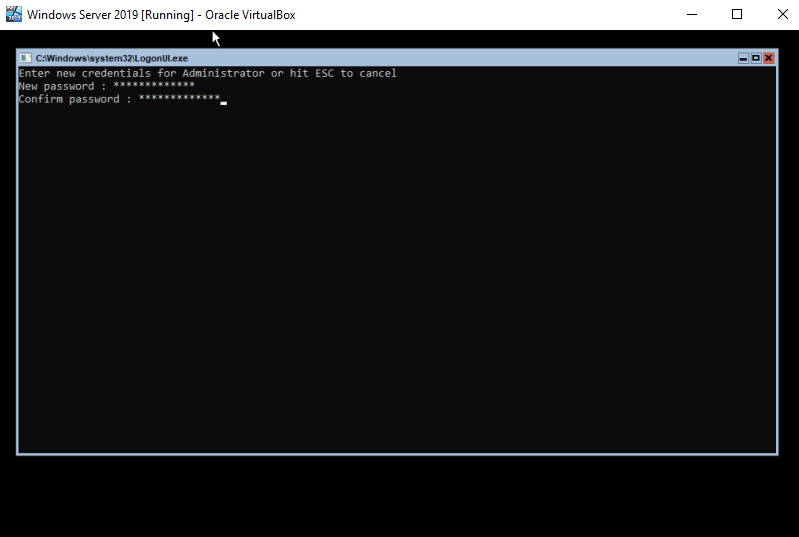 Windows Server 2019 [Running] - Oracle VirtualBox
C:\Windows\system32\LogonUI.exe
Enter new credentials for Administrator or hit ESC to cancel
New password : *************
Confirm password : *************